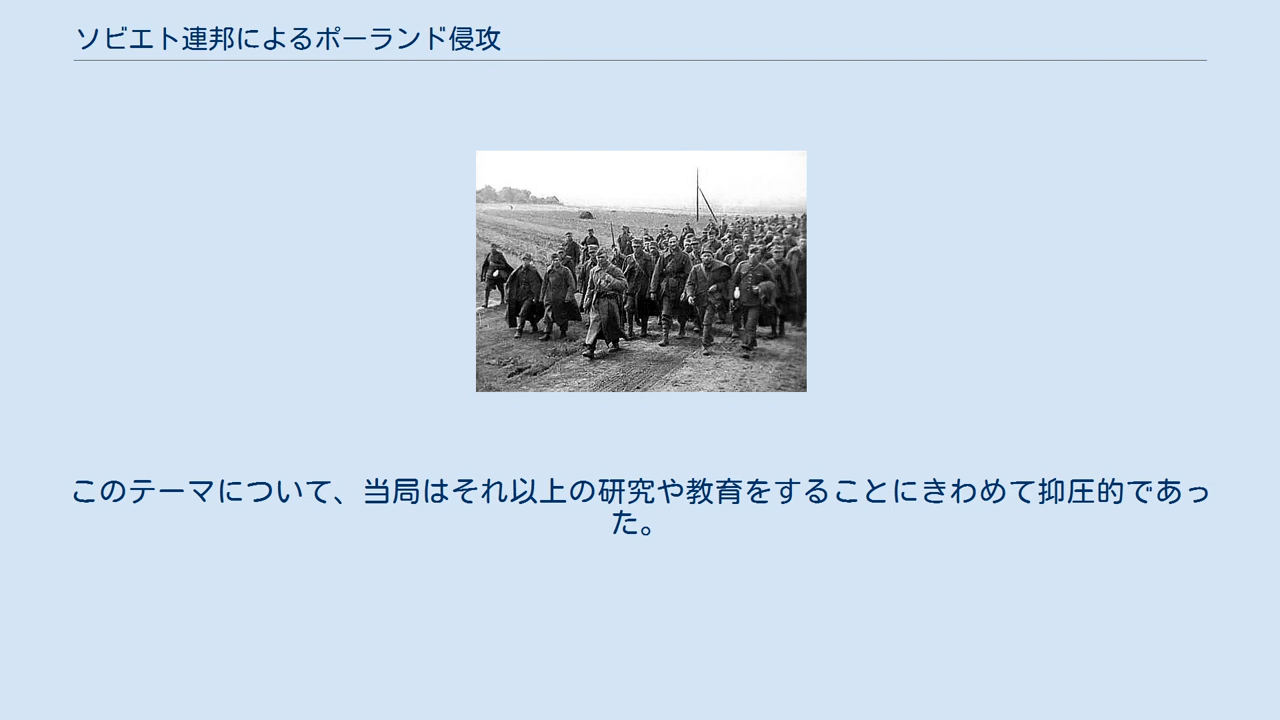 ソビエト連邦によるポーランド侵攻
このテーマについて、当局はそれ以上の研究や教育をすることにきわめて抑圧的であっ
た。